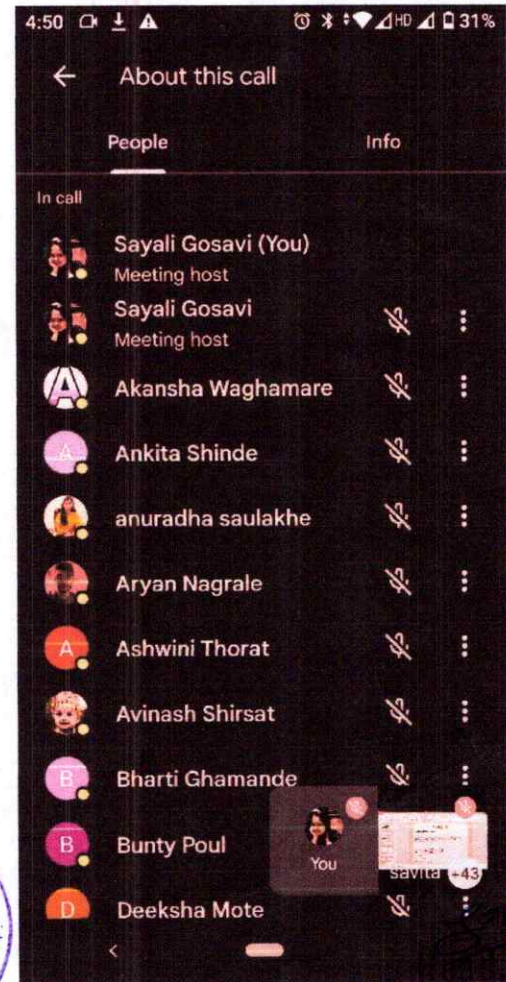 4:50 HD 31%
About this call
People Info
In call
Sayali Gosavi (You)
Meeting host
Sayali Gosavi
Meeting host
A Akansha Waghamare
A Ankita Shinde
anuradha saulakhe
Aryan Nagrale
A Ashwini Thorat
Avinash Shirsat
B Bharti Ghamande
B Bunty Poul
You
savita +43
D Deeksha Mote